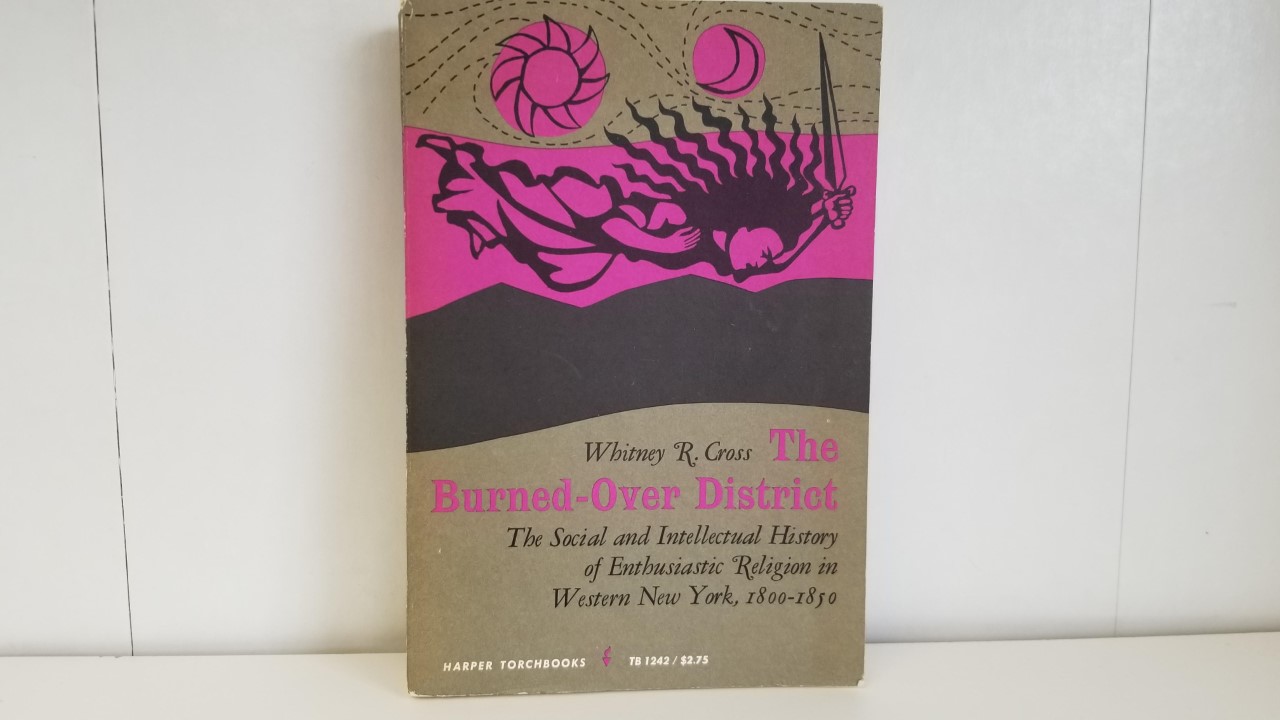 Whitney R. Cross The
Burned-Over District
The Social and Intellectual History
of Enthusiastic Religion in
Western New York, 1800-1850
HARPER TORCHBOOKS TB 1242 / $2.75